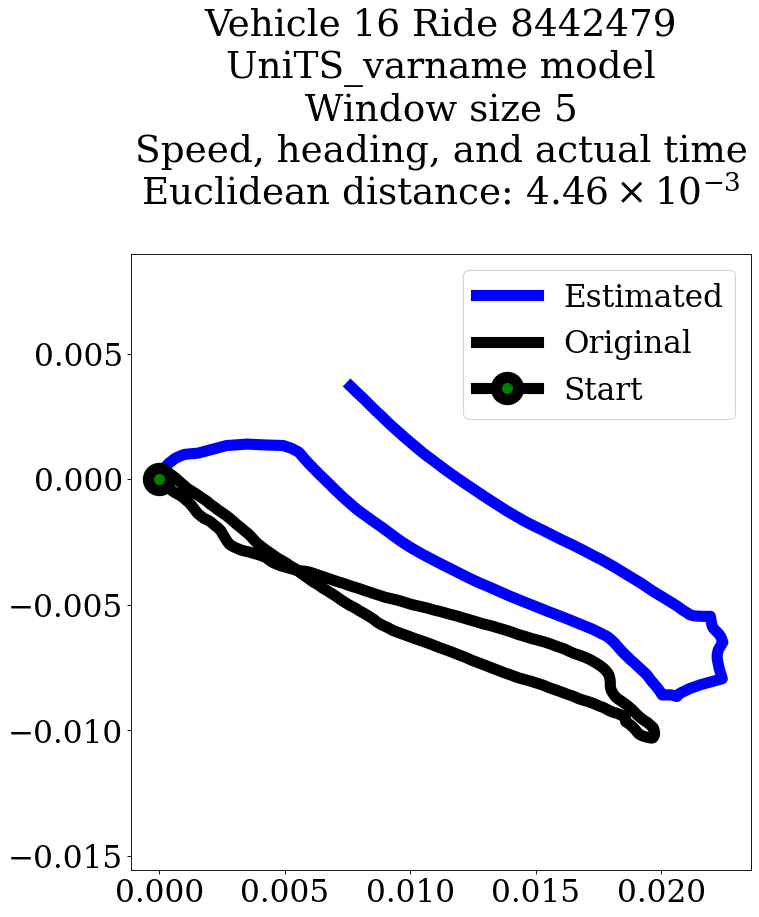 Vehicle 16 Ride 8442479
UniTS_varname model
Window size 5
Speed, heading, and actual time
Euclidean distance: 4.46 × 10⁻³
Estimated
Original
Start
0.005
0.000
−0.005
−0.010
−0.015
0.000 0.005 0.010 0.015 0.020